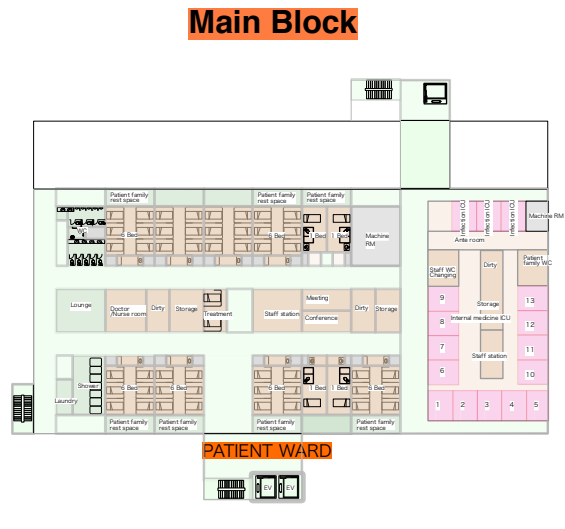 Main Block
Patient family
rest space
Patient family
rest space
Patient family
rest space
WC
6 Bed
6 Bed
1 Bed
1 Bed
Machine
RM
Infection ICU
Infection ICU
Infection ICU
Machine RM
Ante room
Staff WC
Changing
Dirty
Patient
family WC
Lounge
Doctor
/Nurse room
Dirty
Storage
Treatment
Staff station
Meeting
Conference
Dirty
Storage
9
Storage
13
8
Internal medicine ICU
12
7
Staff station
11
6
10
Shower
Laundry
6 Bed
6 Bed
6 Bed
1 Bed
6 Bed
1
2
3
4
5
Patient family
rest space
Patient family
rest space
Patient family
rest space
Patient family
rest space
PATIENT WARD
EV
EV